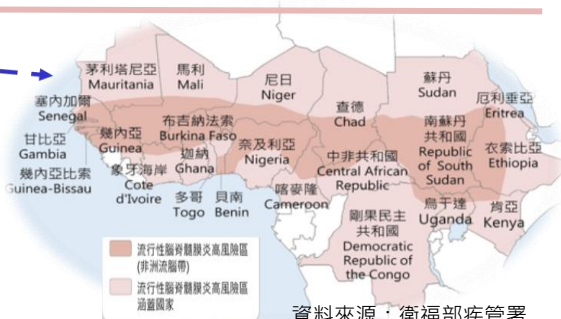 茅利塔尼亞
Mauritania
馬利
Mali
尼日
Niger
查德
Chad
蘇丹
Sudan
厄利垂亞
Eritrea
塞內加爾
Senegal
甘比亞
Gambia
幾內亞比索
Guinea-Bissau
幾內亞
Guinea
象牙海岸
Cote
d'Ivoire
布吉納法索
Burkina Faso
迦納
Ghana
多哥
Togo
貝南
Benin
奈及利亞
Nigeria
喀麥隆
Cameroon
中非共和國
Central African
Republic
南蘇丹
共和國
Republic
of South
Sudan
衣索比亞
Ethiopia
烏干達
Uganda
肯亞
Kenya
剛果民主
共和國
Democratic
Republic of
the Congo
流行性腦脊髓膜炎高風險區
(非洲流腦帶)
流行性腦脊髓膜炎高風險區
涵蓋國家
資料來源：衛福部疾管署